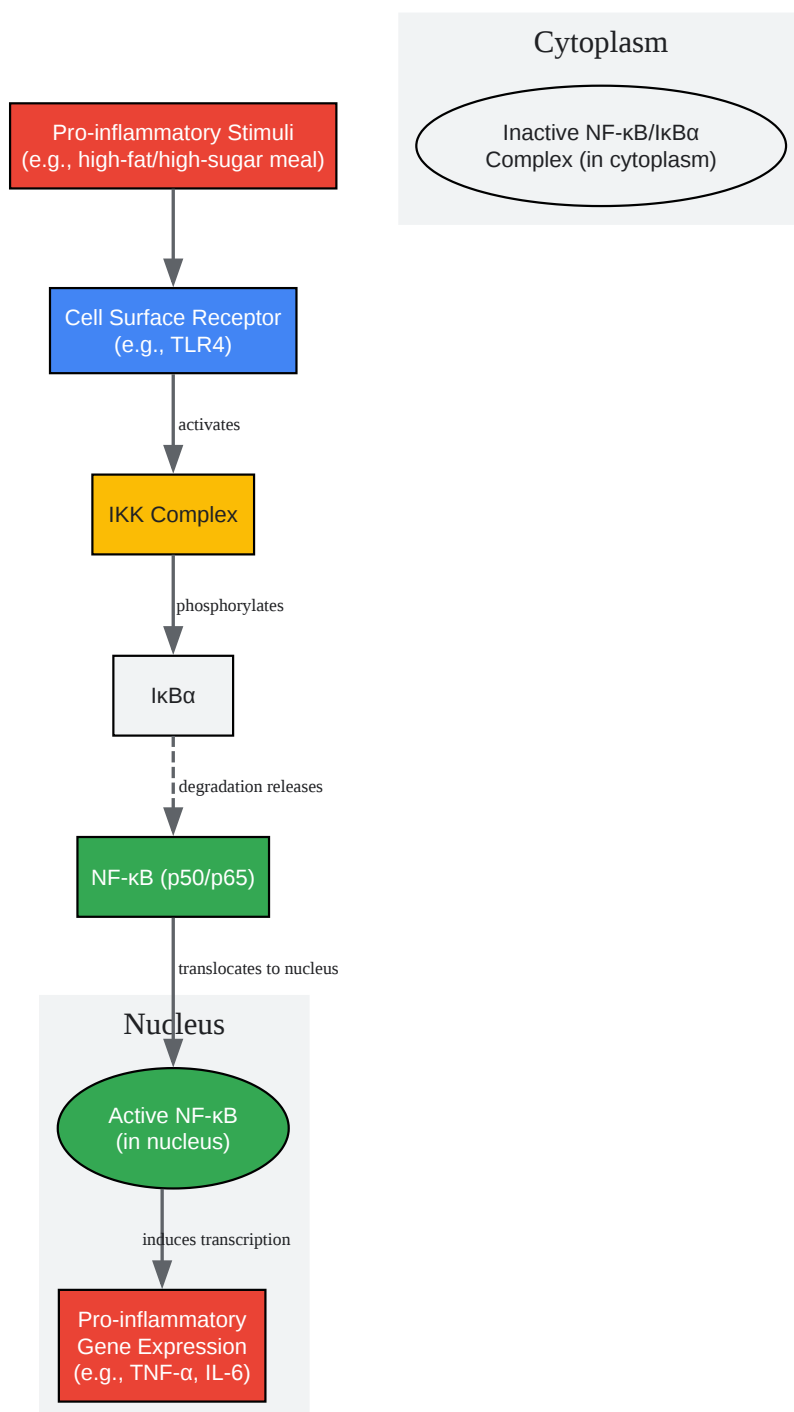 Cytoplasm
Inactive NF-κB/IκBα
Complex (in cytoplasm)
Pro-inflammatory Stimuli
(e.g., high-fat/high-sugar meal)
Cell Surface Receptor
(e.g., TLR4)
activates
IKK Complex
phosphorylates
IκBα
degradation releases
NF-κB (p50/p65)
translocates to nucleus
Nucleus
Active NF-κB
(in nucleus)
induces transcription
Pro-inflammatory
Gene Expression
(e.g., TNF-α, IL-6)